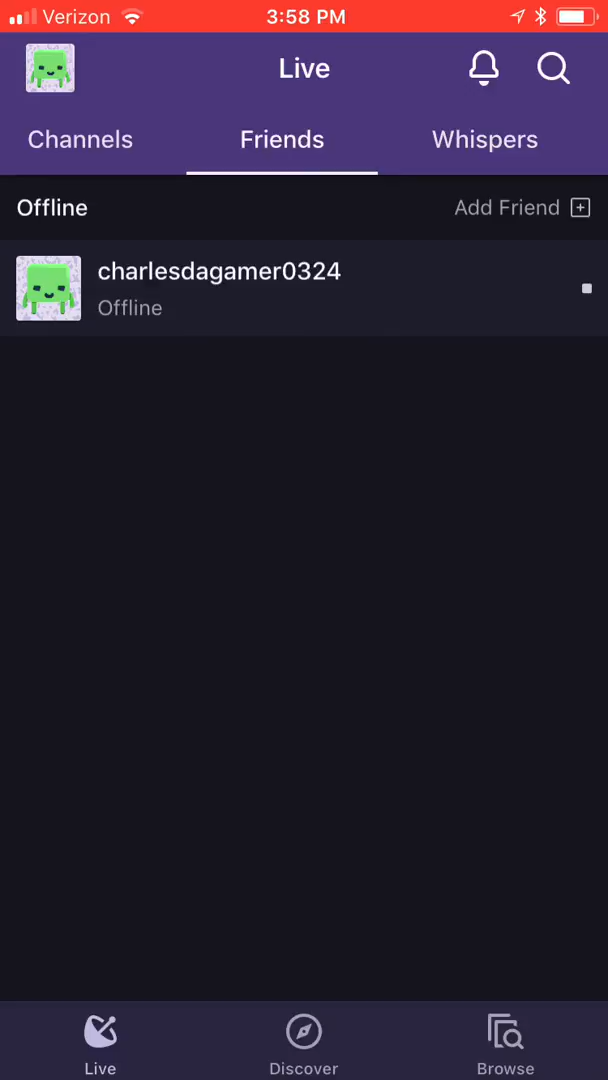 Verizon 3:58 PM
Live
Channels Friends Whispers
Offline Add Friend
charlesdagamer0324
Offline
Live Discover Browse